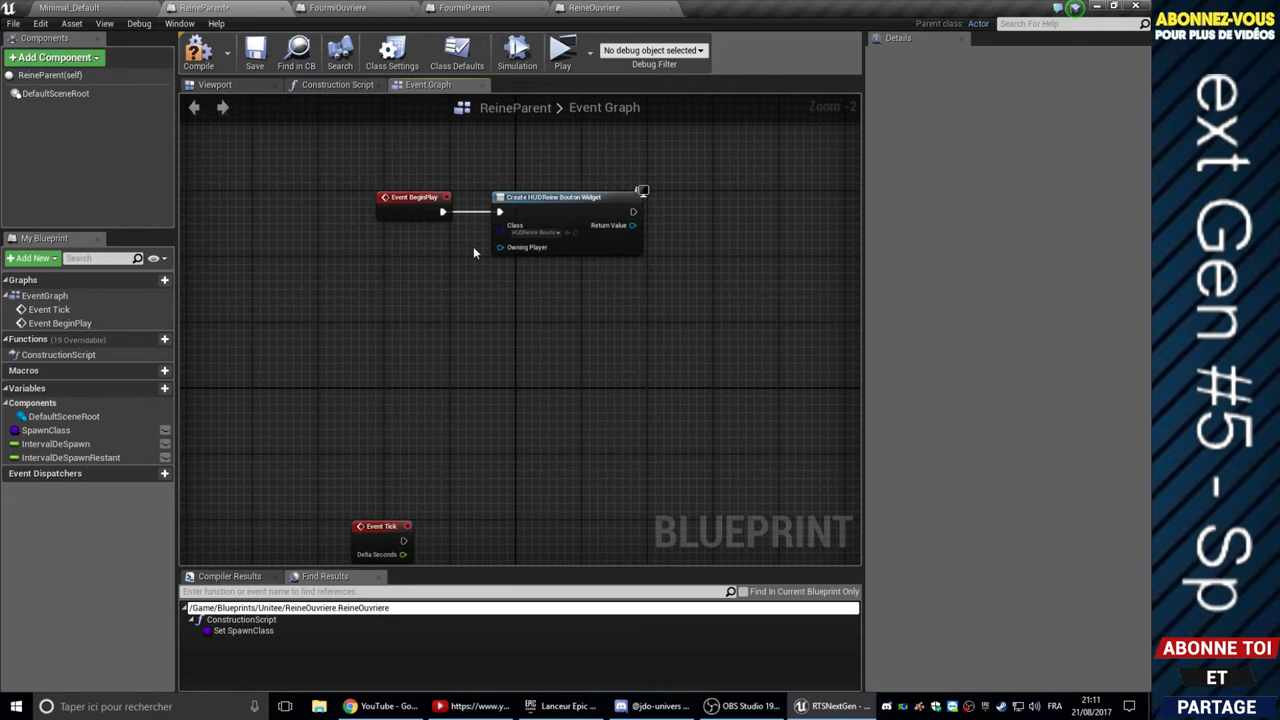 Minimal_Default
ReineParent*
FourmiOuvriere
FourmiParent
ReineOuvriere
File Edit Asset View Debug Window Help
Parent class: Actor
Search For Help
Components
+ Add Component
ReineParent(self)
DefaultSceneRoot
Compile
Save
Find in CB
Search
Class Settings
Class Defaults
Simulation
Play
No debug object selected
Debug Filter
Details
Viewport
Construction Script
Event Graph
ReineParent > Event Graph
Zoom -2
Event BeginPlay
Create HUDReine Bouton Widget
Class
HUDReine Bouto
Return Value
Owning Player
Event Tick
Delta Seconds
BLUEPRINT
My Blueprint
+ Add New
Search
Graphs
EventGraph
Event Tick
Event BeginPlay
Functions (19 Overridable)
ConstructionScript
Macros
Variables
Components
DefaultSceneRoot
SpawnClass
IntervalDeSpawn
IntervalDeSpawnRestant
Event Dispatchers
Compiler Results
Find Results
Enter function or event name to find references...
Find In Current Blueprint Only
/Game/Blueprints/Unitee/ReineOuvriere.ReineOuvriere
ConstructionScript
Set SpawnClass
ABONNEZ-VOUS
POUR PLUS DE VIDÉOS
ext Gen #5 - Sp
ABONNE TOI
ET
PARTAGE
Taper ici pour rechercher
YouTube - Go...
https://www.y...
Lanceur Epic ...
@jdo-univers ...
OBS Studio 19...
RTSNextGen - ...
FRA
21:11
21/08/2017